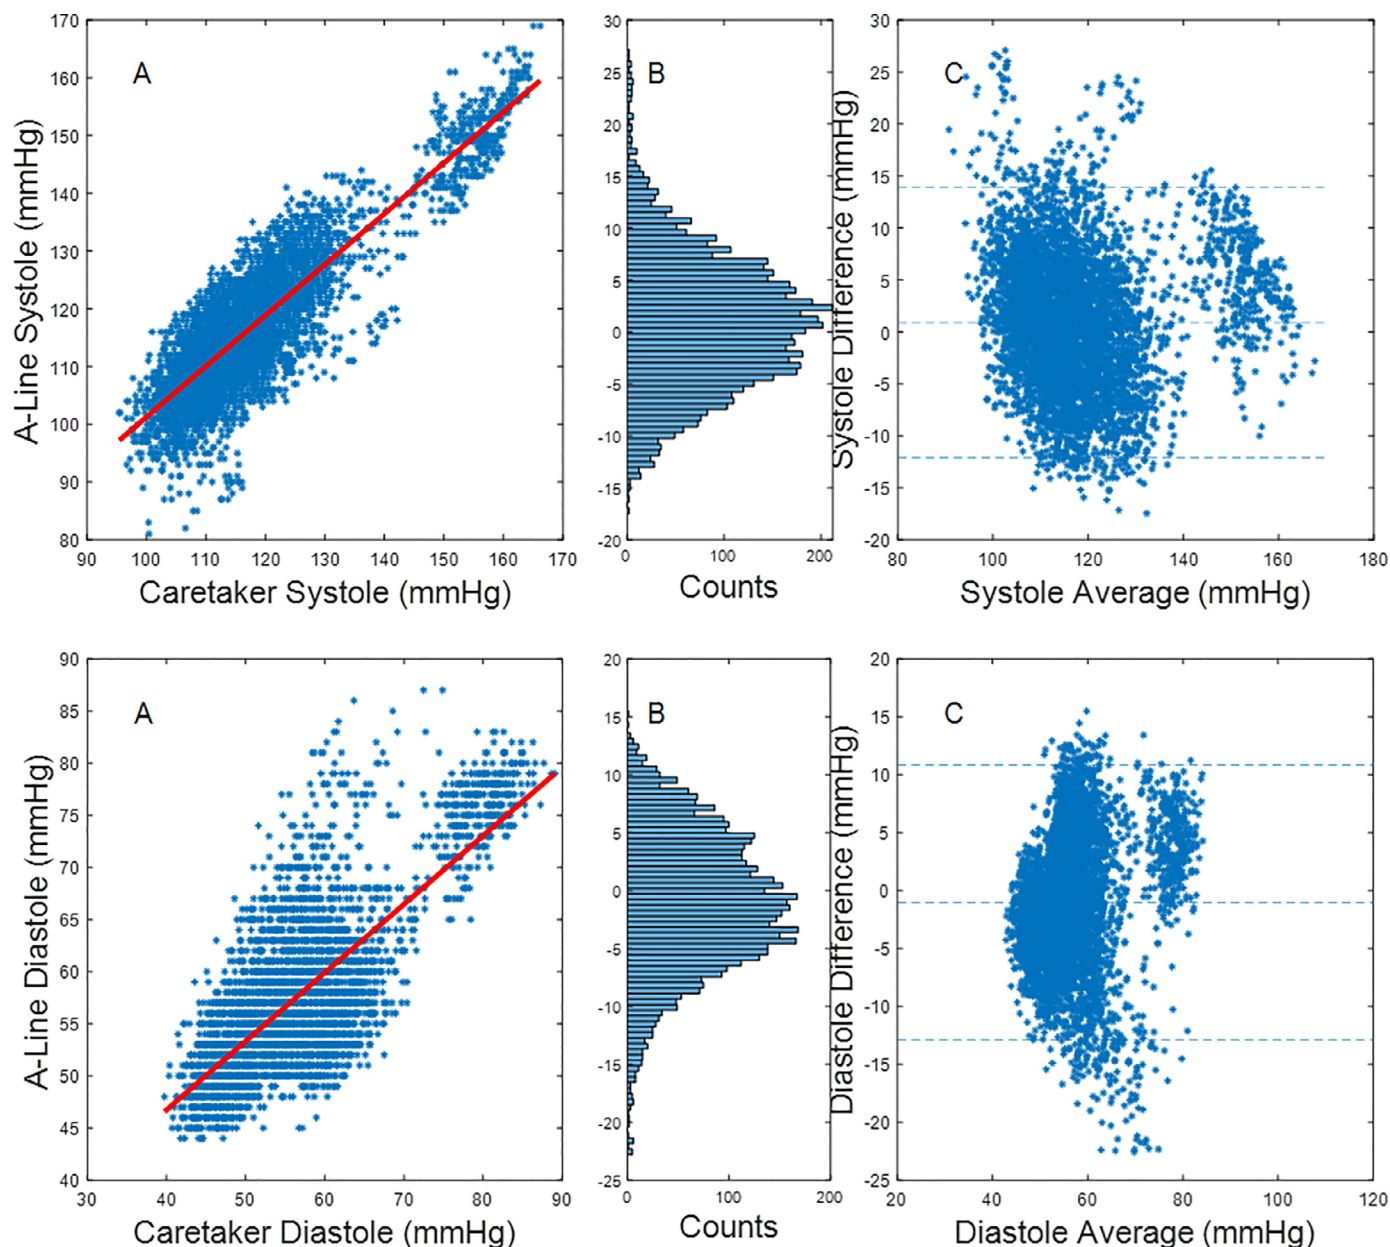 A
A-Line Systole (mmHg)
170
160
150
140
130
120
110
100
90
80
90 100 110 120 130 140 150 160 170
Caretaker Systole (mmHg)
B
30
25
20
15
10
5
0
-5
-10
-15
-20
0 50 100 150 200
Counts
C
Systole Difference (mmHg)
30
25
20
15
10
5
0
-5
-10
-15
-20
80 100 120 140 160 180
Systole Average (mmHg)
A
A-Line Diastole (mmHg)
90
85
80
75
70
65
60
55
50
45
40
30 40 50 60 70 80 90
Caretaker Diastole (mmHg)
B
20
15
10
5
0
-5
-10
-15
-20
-25
0 100 200
Counts
C
Diastole Difference (mmHg)
20
15
10
5
0
-5
-10
-15
-20
-25
20 40 60 80 100 120
Diastole Average (mmHg)